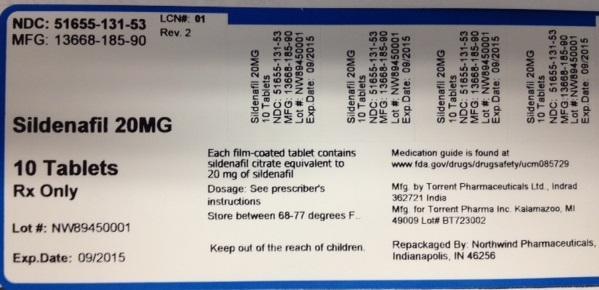 NDC: 51655-131-53
MFG: 13668-185-90
LCN#: 01
Rev. 2
Sildenafil 20MG
10 Tablets
Rx Only
Lot #: NW89450001
Exp.Date: 09/2015
Sildenafil 20MG
10 Tablets
NDC: 51655-131-53
MFG: 13668-185-90
Lot #: NW89450001
Exp.Date: 09/2015
Sildenafil 20MG
10 Tablets
NDC: 51655-131-53
MFG: 13668-185-90
Lot #: NW89450001
Exp.Date: 09/2015
Sildenafil 20MG
10 Tablets
NDC: 51655-131-53
MFG: 13668-185-90
Lot #: NW89450001
Exp.Date: 09/2015
Sildenafil 20MG
10 Tablets
NDC: 51655-131-53
MFG: 13668-185-90
Lot #: NW89450001
Exp.Date: 09/2015
Each film-coated tablet contains
sildenafil citrate equivalent to
20 mg of sildenafil
Dosage: See prescriber's
instructions
Store between 68-77 degrees F..
Keep out of the reach of children.
Medication guide is found at
www.fda.gov/drugs/drugsafety/ucm085729
Mfg. by Torrent Pharmaceuticals Ltd., Indrad
362721 India
Mfg. for Torrent Pharma Inc. Kalamazoo, MI
49009 Lot# BT723002
Repackaged By: Northwind Pharmaceuticals,
Indianapolis, IN 46256